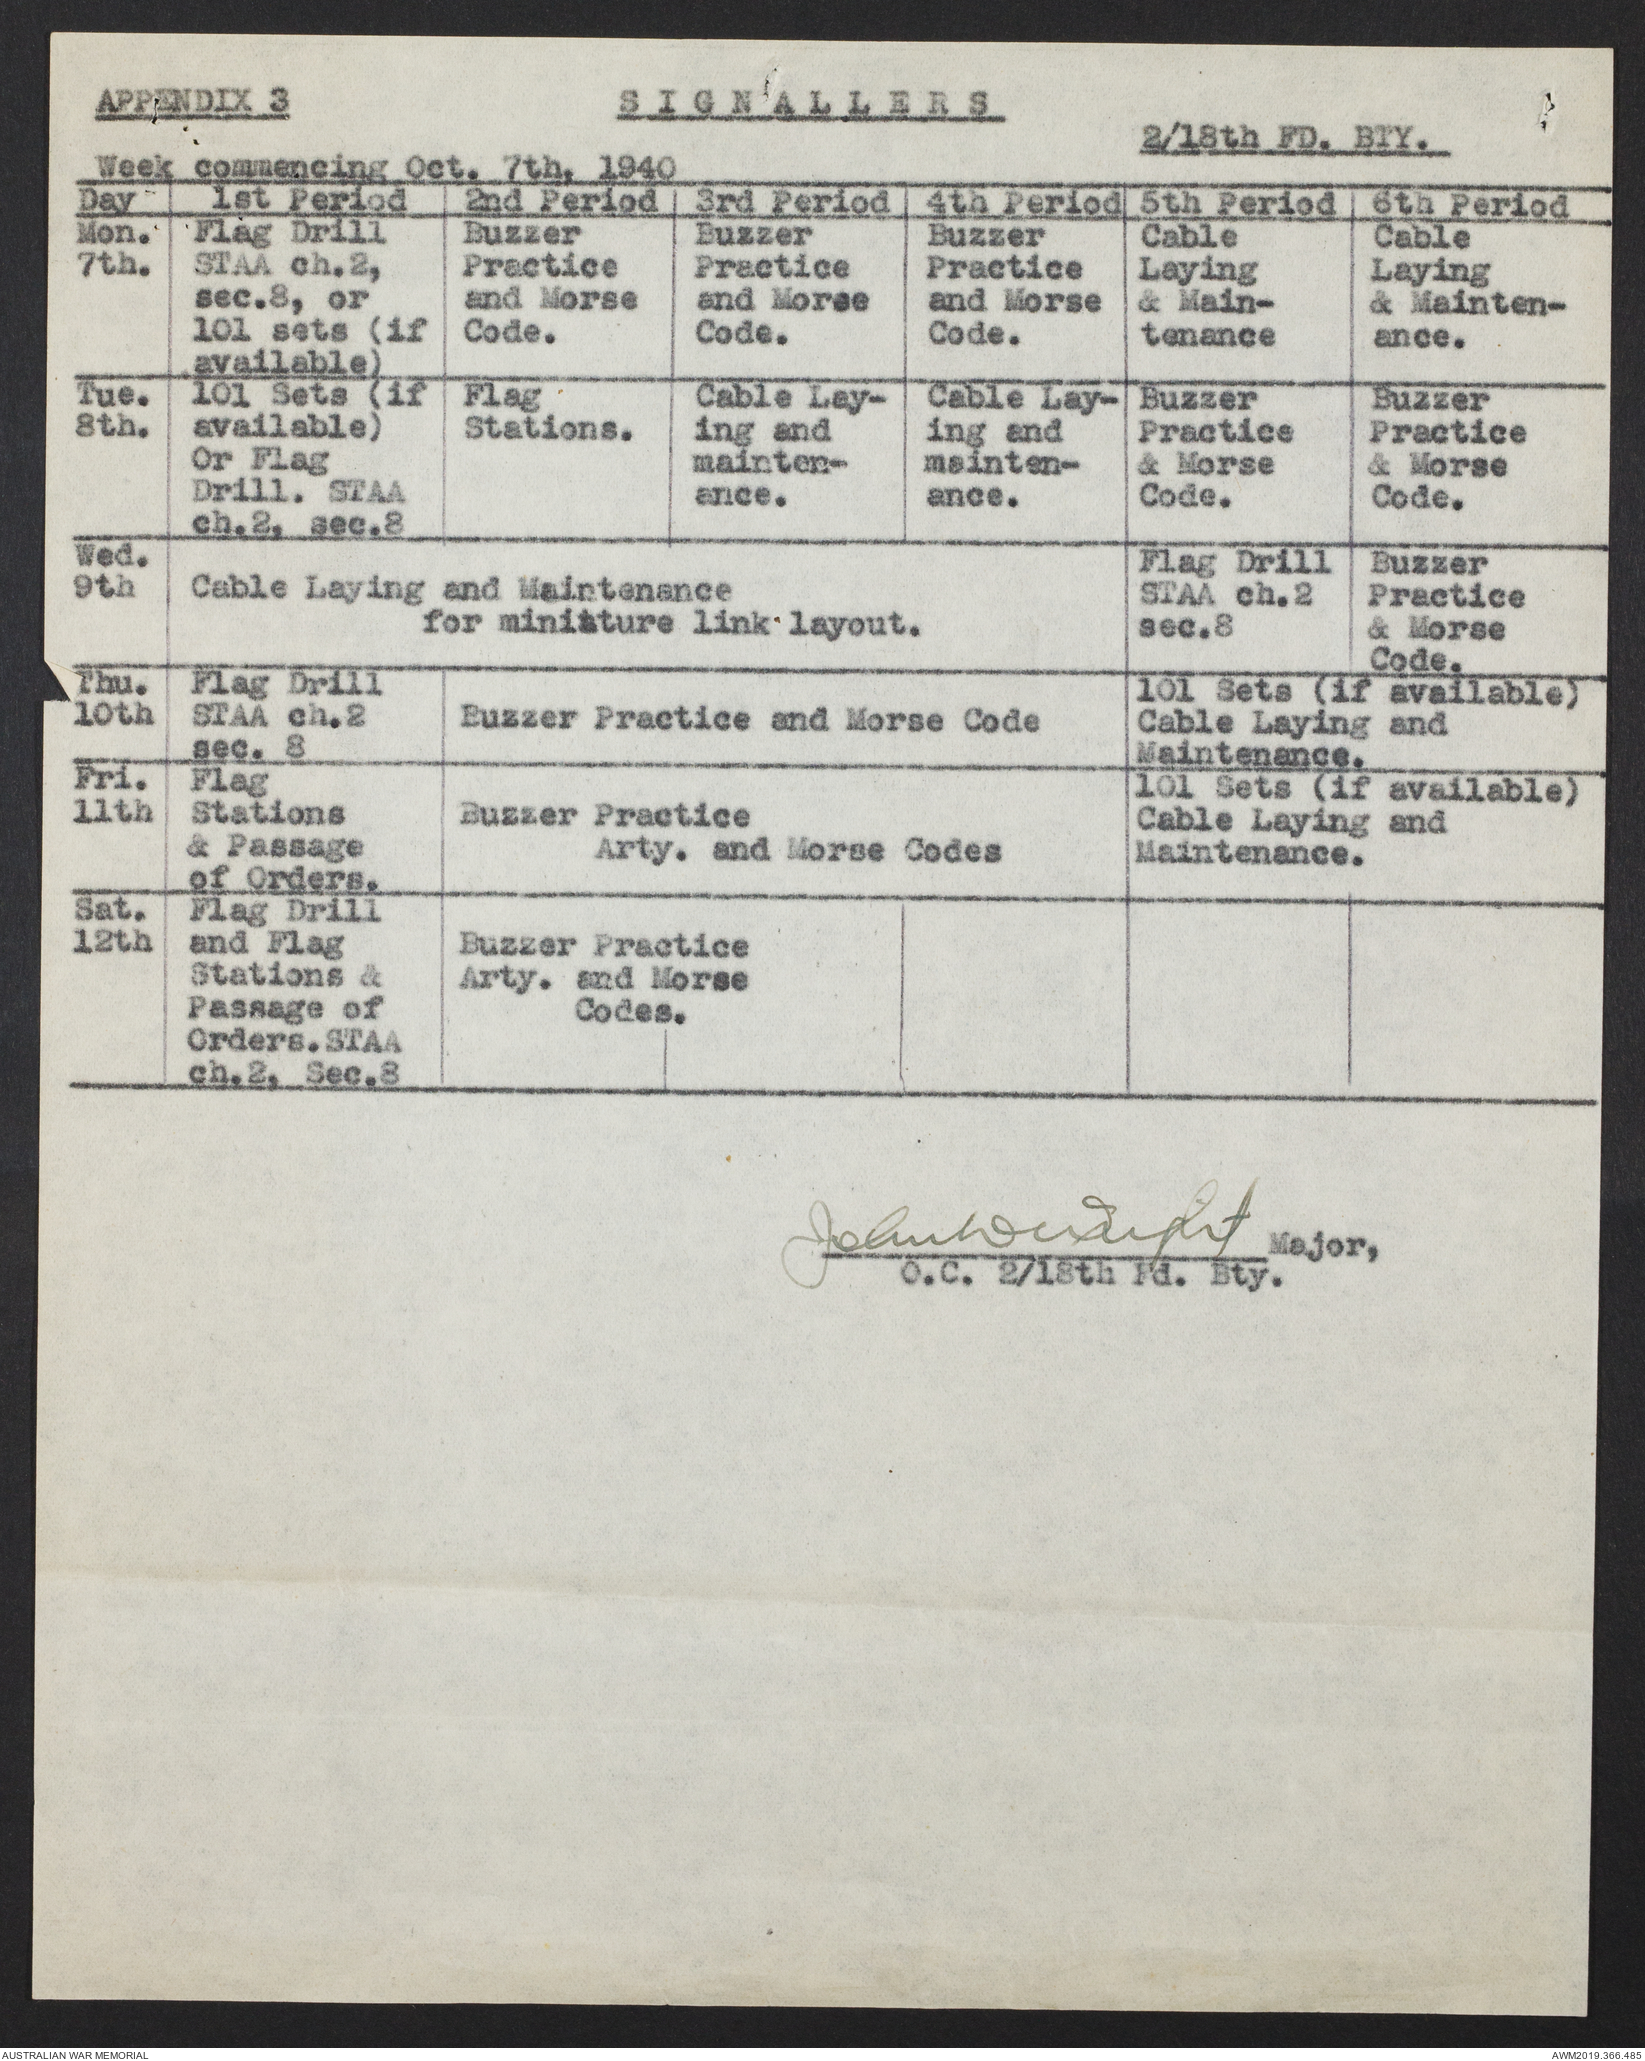 APPENDIX 3
S I G N A L L E R S
2/18th FD. BTY.
Week commencing Oct. 7th, 1940
Day 1st Period 2nd Period 3rd Period 4th Period 5th Period 6th Period
Mon. Flag Drill Buzzer Buzzer Buzzer Cable Cable
7th. STAA ch.2, Practice Practice Practice Laying Laying
sec.8, or and Morse and Morse and Morse & Main- & Mainten-
101 sets (if Code. Code. Code. tenance ance.
available)
Tue. 101 Sets (if Flag Cable Lay- Cable Lay- Buzzer Buzzer
8th. available) Stations. ing and ing and Practice Practice
Or Flag mainten- mainten- & Morse & Morse
Drill. STAA ance. ance. Code. Code.
ch.2, sec.8
Wed. Flag Drill Buzzer
9th Cable Laying and Maintenance STAA ch.2 Practice
for miniature link layout. sec.8 & Morse
Code.
Thu. Flag Drill 101 Sets (if available)
10th STAA ch.2 Buzzer Practice and Morse Code Cable Laying and
sec. 8 Maintenance.
Fri. Flag 101 Sets (if available)
11th Stations Buzzer Practice Cable Laying and
& Passage Arty. and Morse Codes Maintenance.
of Orders.
Sat. Flag Drill
12th and Flag Buzzer Practice
Stations & Arty. and Morse
Passage of Codes.
Orders.STAA
ch.2, Sec.8
John W Wright Major,
O.C. 2/18th Fd. Bty.
AUSTRALIAN WAR MEMORIAL
AWM2019.366.485